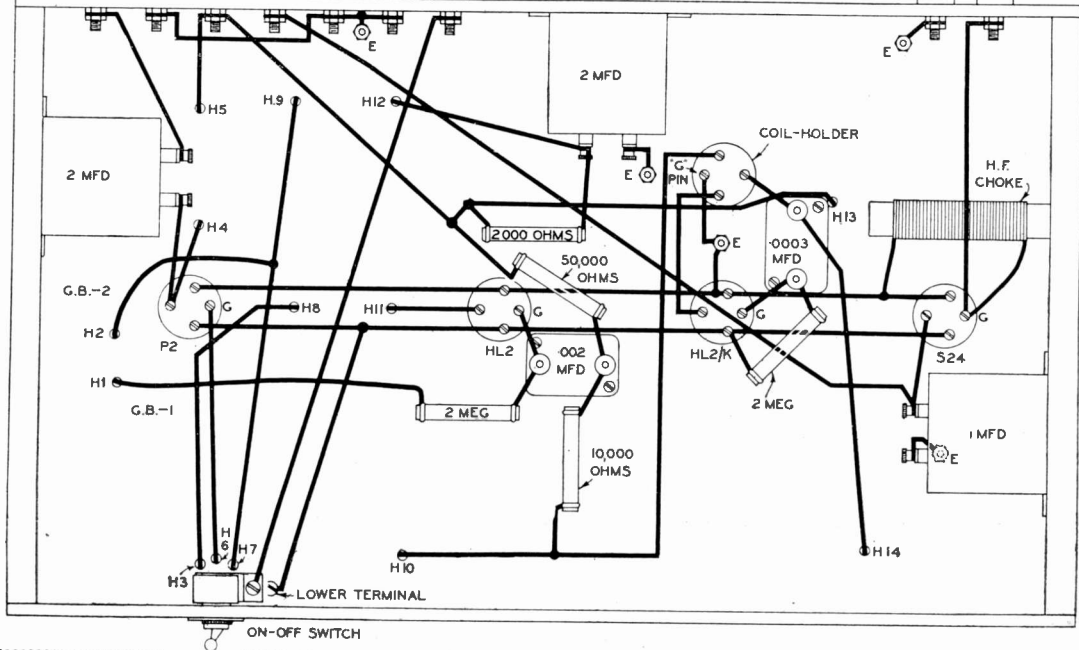 E
E
2 MFD
H5
H.9
H12
COIL-HOLDER
"G"
PIN
E
H.F.
CHOKE
2 MFD
H13
H4
2000 OHMS
E
.0003
MFD
50,000
OHMS
G.B.-2
H2
P2
G
H8
H11
G
HL2
G
HL2/K
G
S24
.002
MFD
H1
G.B.-1
2 MEG
2 MEG
1 MFD
E
10,000
OHMS
H
6
H7
H3
H10
H14
LOWER TERMINAL
ON-OFF SWITCH